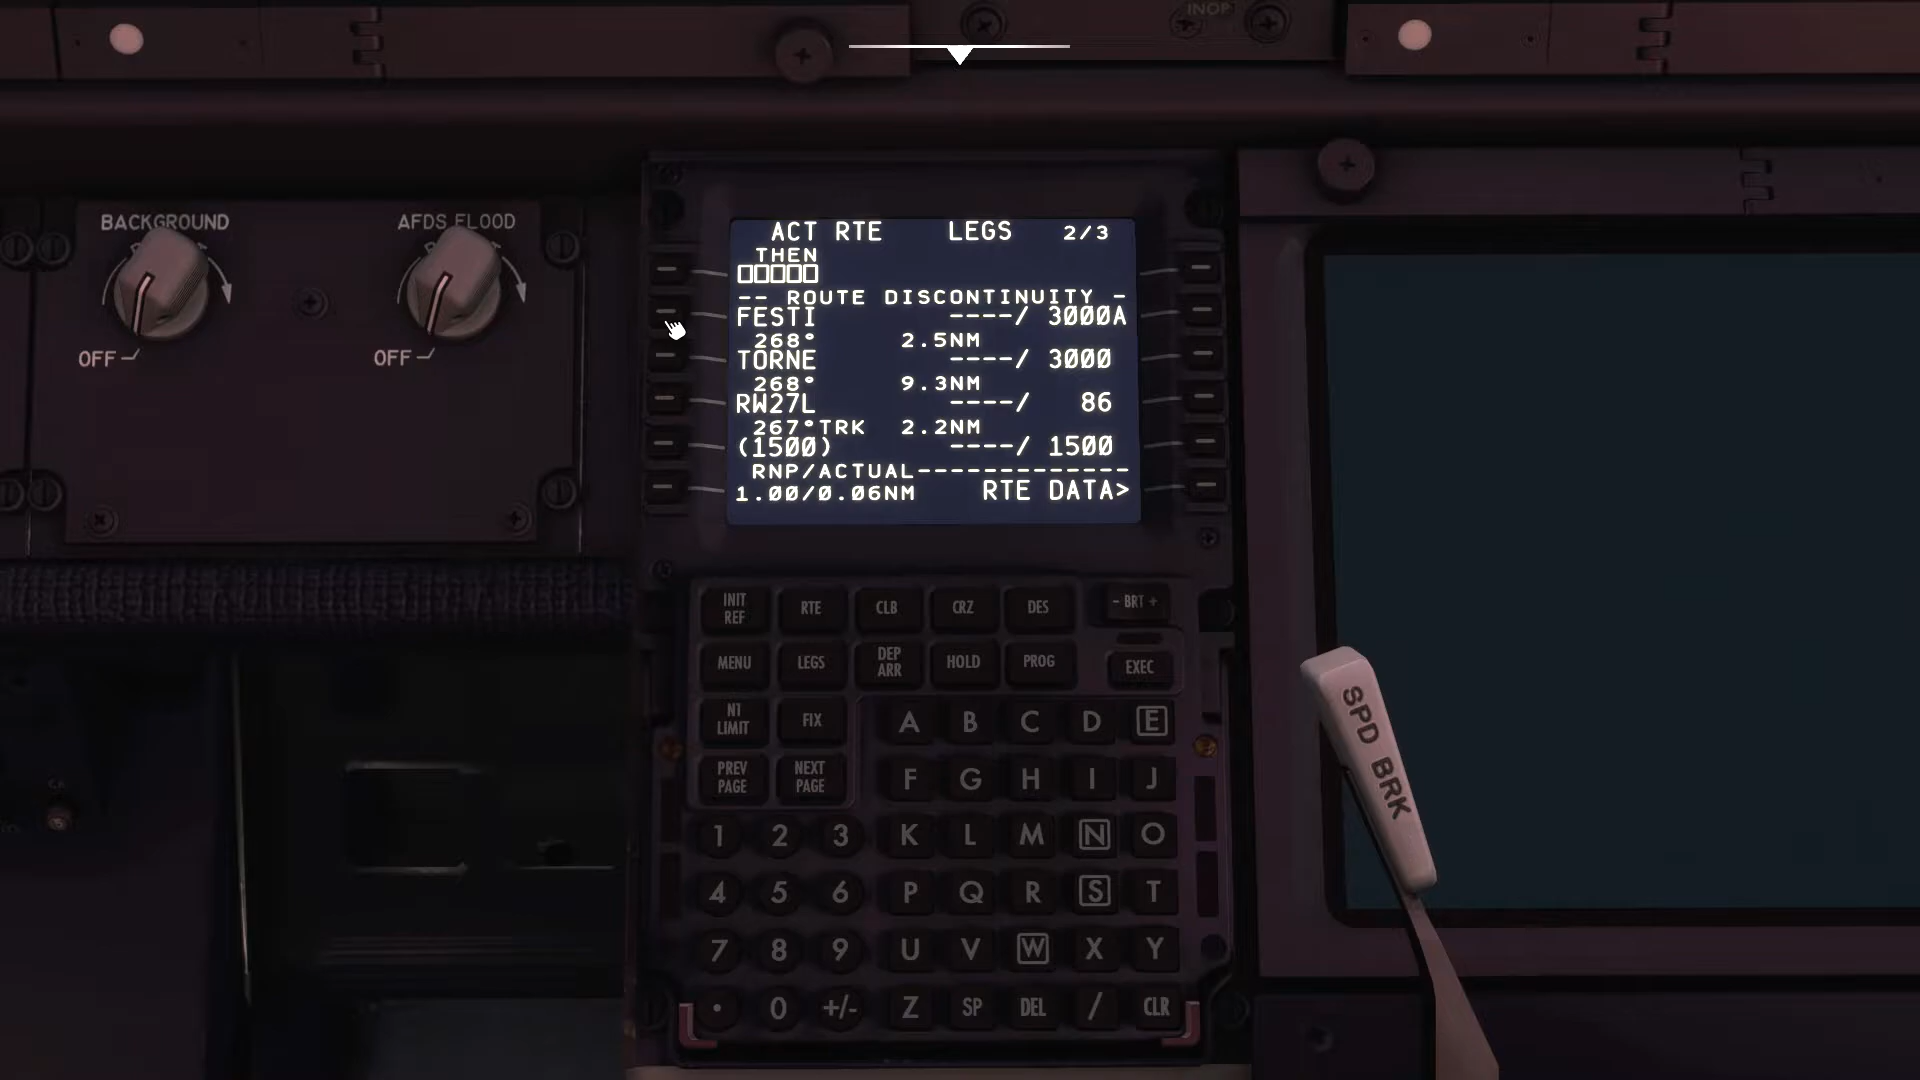 INOP
BACKGROUND
AFDS FLOOD
OFF
OFF
ACT RTE LEGS 2/3
THEN
□□□□□
-- ROUTE DISCONTINUITY -
FESTI ----/ 3000A
268° 2.5NM
TORNE ----/ 3000
268° 9.3NM
RW27L ----/ 86
267°TRK 2.2NM
(1500) ----/ 1500
RNP/ACTUAL-------------
1.00/0.06NM RTE DATA>
INIT REF RTE CLB CRZ DES - BRT +
MENU LEGS DEP ARR HOLD PROG EXEC
N1 LIMIT FIX A B C D E
PREV PAGE NEXT PAGE F G H I J
1 2 3 K L M N O
4 5 6 P Q R S T
7 8 9 U V W X Y
. 0 +/- Z SP DEL / CLR
SPD BRK